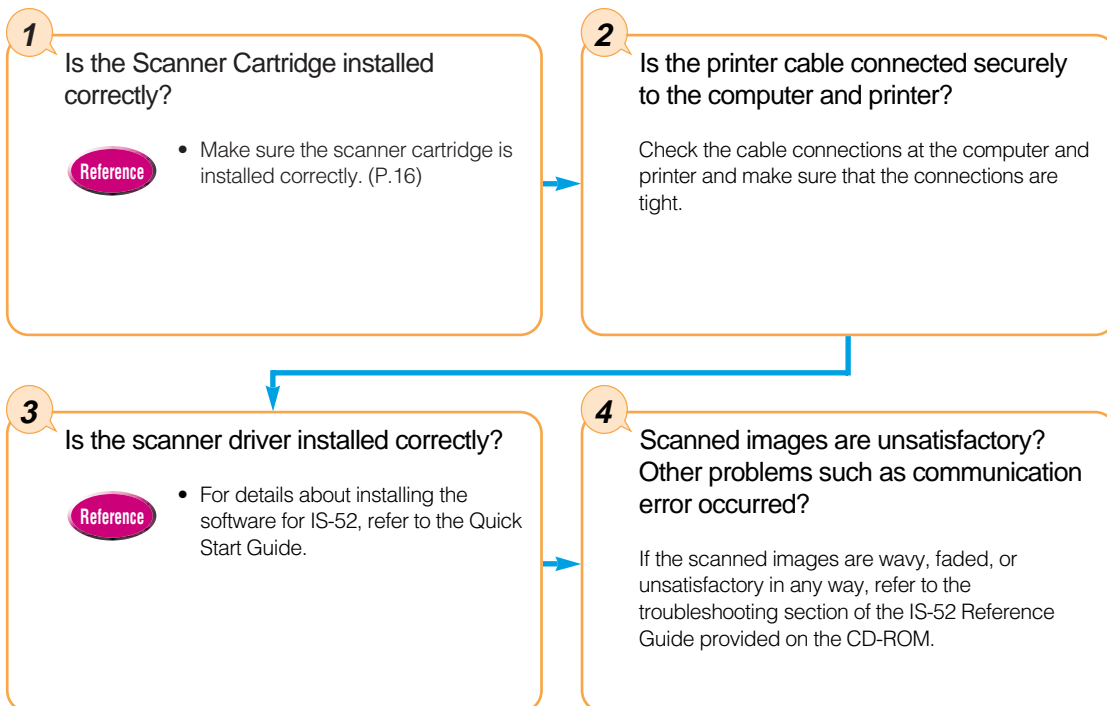 1
Is the Scanner Cartridge installed
correctly?
Reference
• Make sure the scanner cartridge is
installed correctly. (P.16)
2
Is the printer cable connected securely
to the computer and printer?
Check the cable connections at the computer and
printer and make sure that the connections are
tight.
3
Is the scanner driver installed correctly?
Reference
• For details about installing the
software for IS-52, refer to the Quick
Start Guide.
4
Scanned images are unsatisfactory?
Other problems such as communication
error occurred?
If the scanned images are wavy, faded, or
unsatisfactory in any way, refer to the
troubleshooting section of the IS-52 Reference
Guide provided on the CD-ROM.